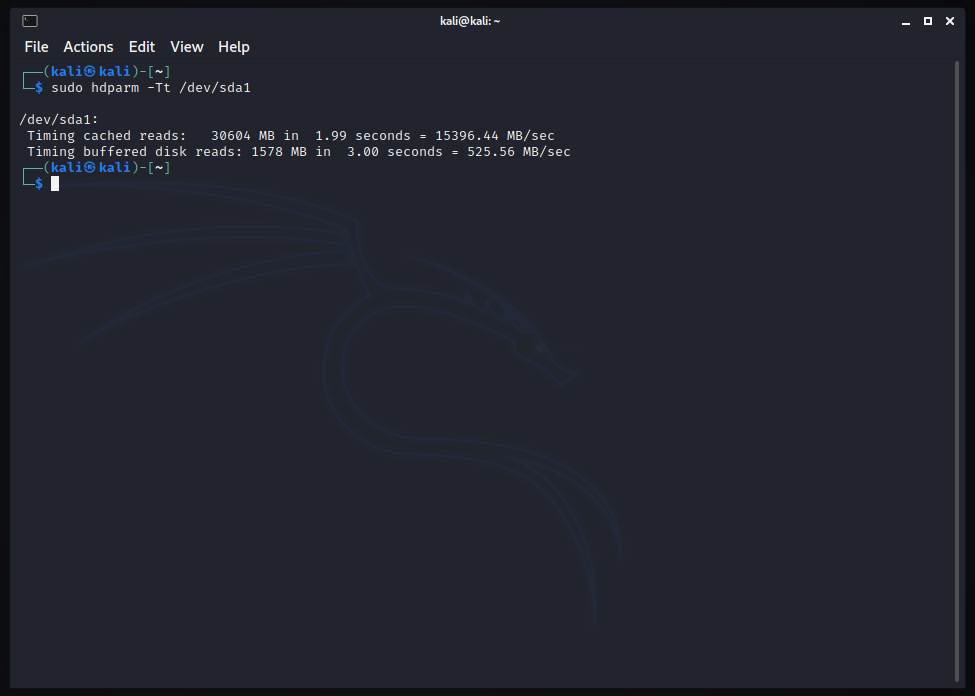 kali@kali: ~
File Actions Edit View Help
┌──(kali㉿kali)-[~]
└─$ sudo hdparm -Tt /dev/sda1
/dev/sda1:
 Timing cached reads:   30604 MB in  1.99 seconds = 15396.44 MB/sec
 Timing buffered disk reads: 1578 MB in  3.00 seconds = 525.56 MB/sec
┌──(kali㉿kali)-[~]
└─$